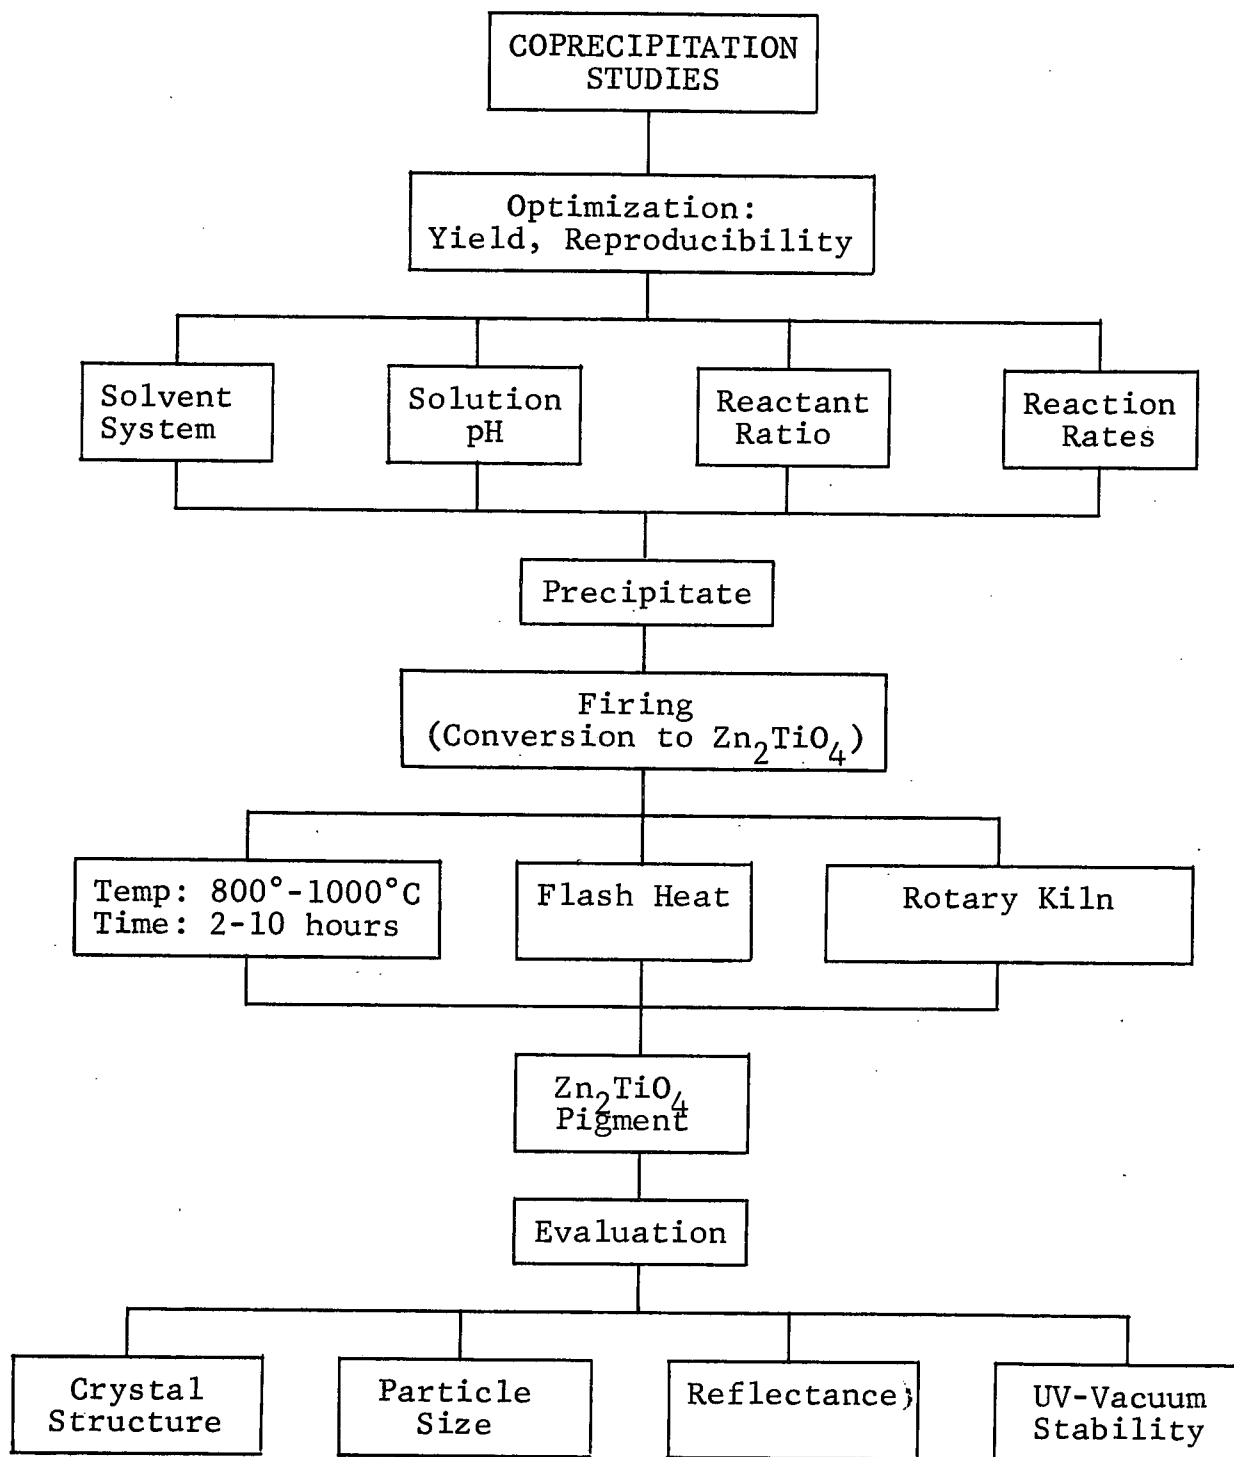 COPRECIPITATION
STUDIES
Optimization:
Yield, Reproducibility
Solvent
System
Solution
pH
Reactant
Ratio
Reaction
Rates
Precipitate
Firing
(Conversion to Zn₂TiO₄)
Temp: 800°-1000°C
Time: 2-10 hours
Flash Heat
Rotary Kiln
Zn₂TiO₄
Pigment
Evaluation
Crystal
Structure
Particle
Size
Reflectance
UV-Vacuum
Stability